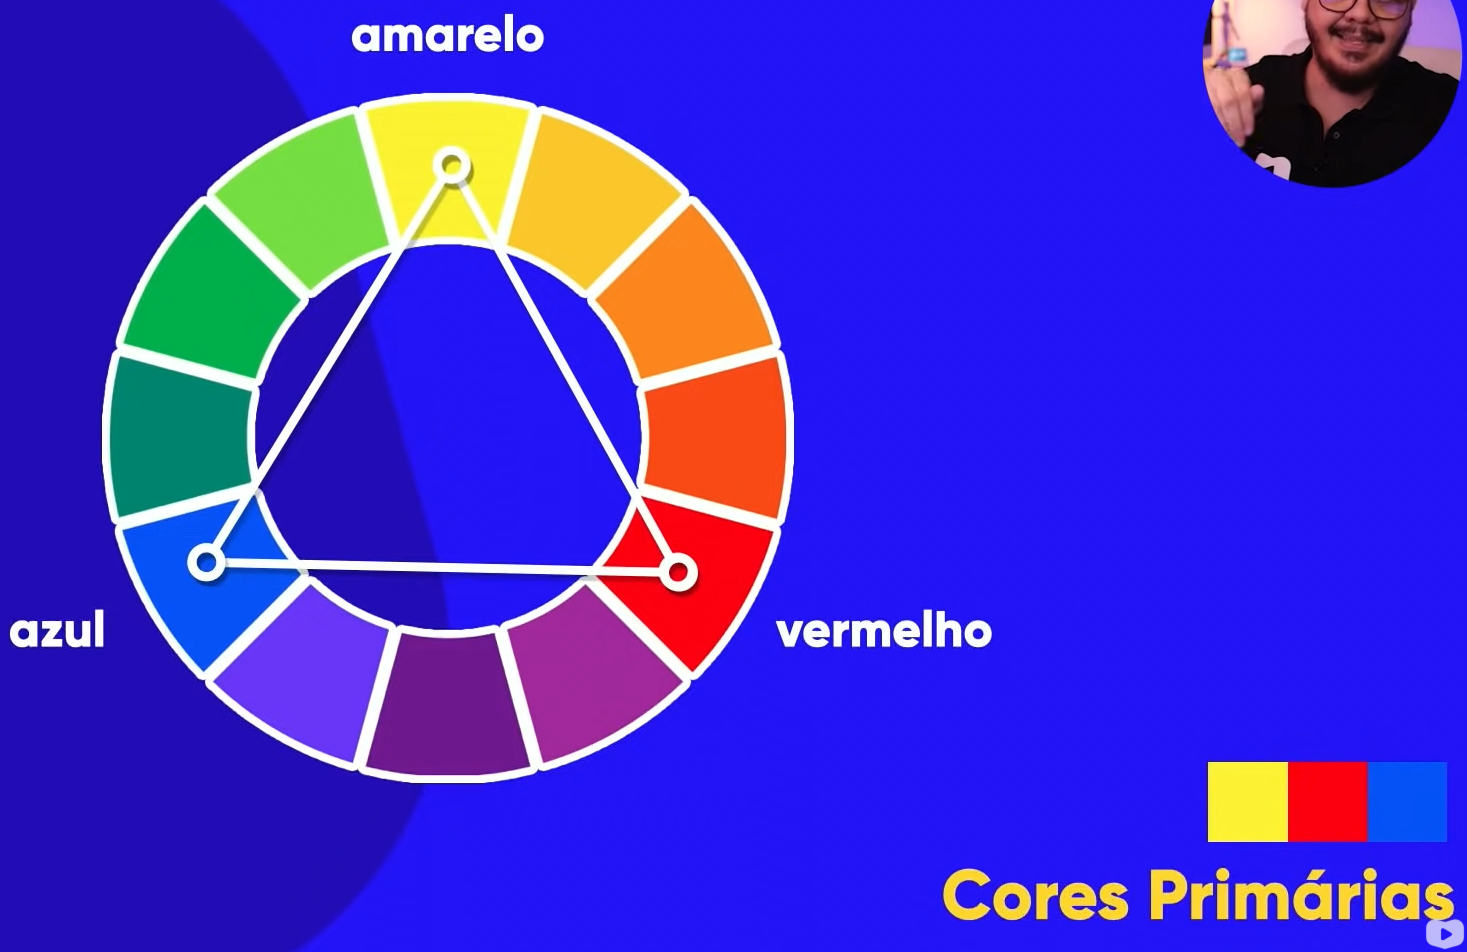 amarelo
azul
vermelho
Cores Primárias